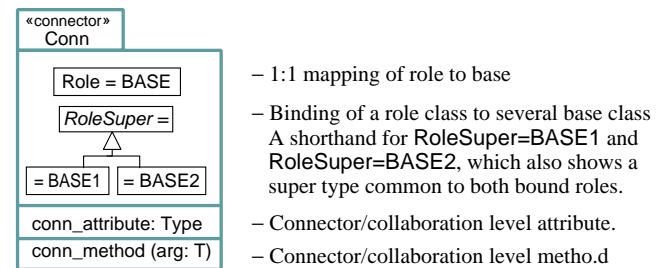 «connector»
Conn
Role = BASE
– 1:1 mapping of role to base
RoleSuper =
– Binding of a role class to several base class
A shorthand for RoleSuper=BASE1 and
RoleSuper=BASE2, which also shows a
super type common to both bound roles.
= BASE1
= BASE2
conn_attribute: Type
– Connector/collaboration level attribute.
conn_method (arg: T)
– Connector/collaboration level metho.d